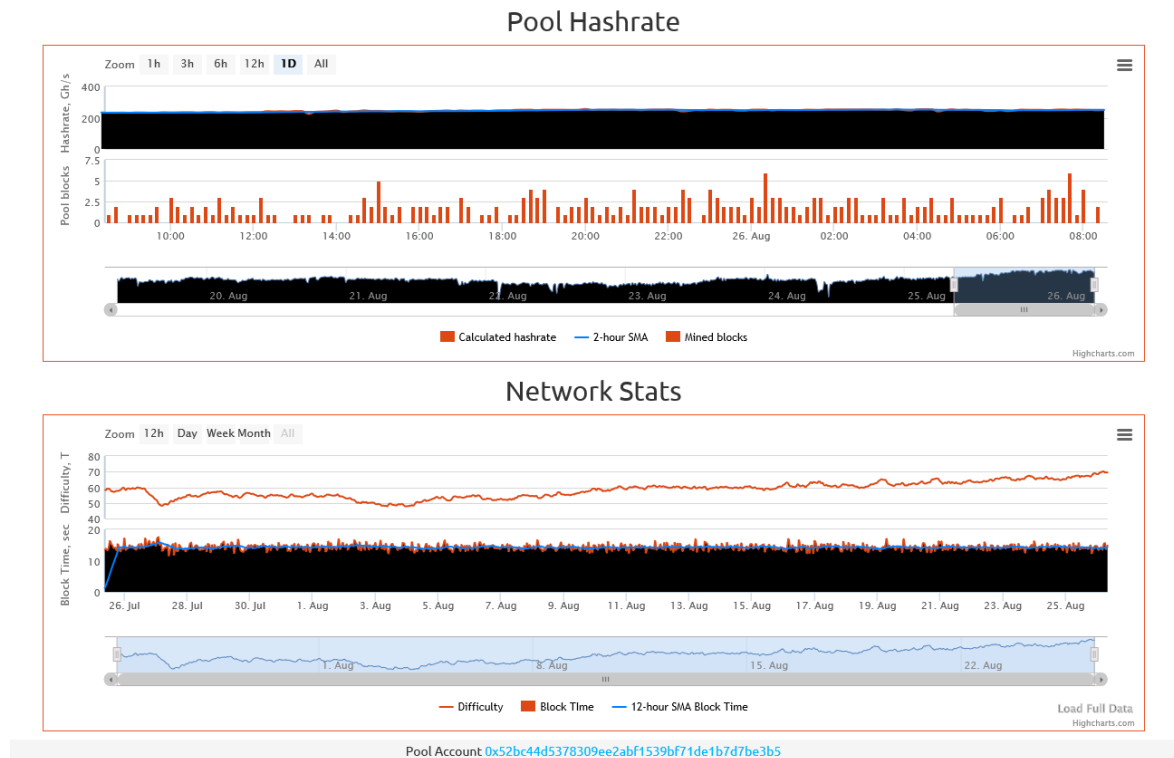 Pool Hashrate
Zoom 1h 3h 6h 12h 1D All
Hashrate, Gh/s
400
200
0
Pool blocks
7.5
5
2.5
0
10:00 12:00 14:00 16:00 18:00 20:00 22:00 26. Aug 02:00 04:00 06:00 08:00
20. Aug 21. Aug 22. Aug 23. Aug 24. Aug 25. Aug 26. Aug
Calculated hashrate 2-hour SMA Mined blocks
Highcharts.com
Network Stats
Zoom 12h Day Week Month All
Difficulty, T
80
70
60
50
40
Block Time, sec
20
10
0
26. Jul 28. Jul 30. Jul 1. Aug 3. Aug 5. Aug 7. Aug 9. Aug 11. Aug 13. Aug 15. Aug 17. Aug 19. Aug 21. Aug 23. Aug 25. Aug
1. Aug 8. Aug 15. Aug 22. Aug
Difficulty Block TIme 12-hour SMA Block Time
Load Full Data
Highcharts.com
Pool Account 0x52bc44d5378309ee2abf1539bf71de1b7d7be3b5